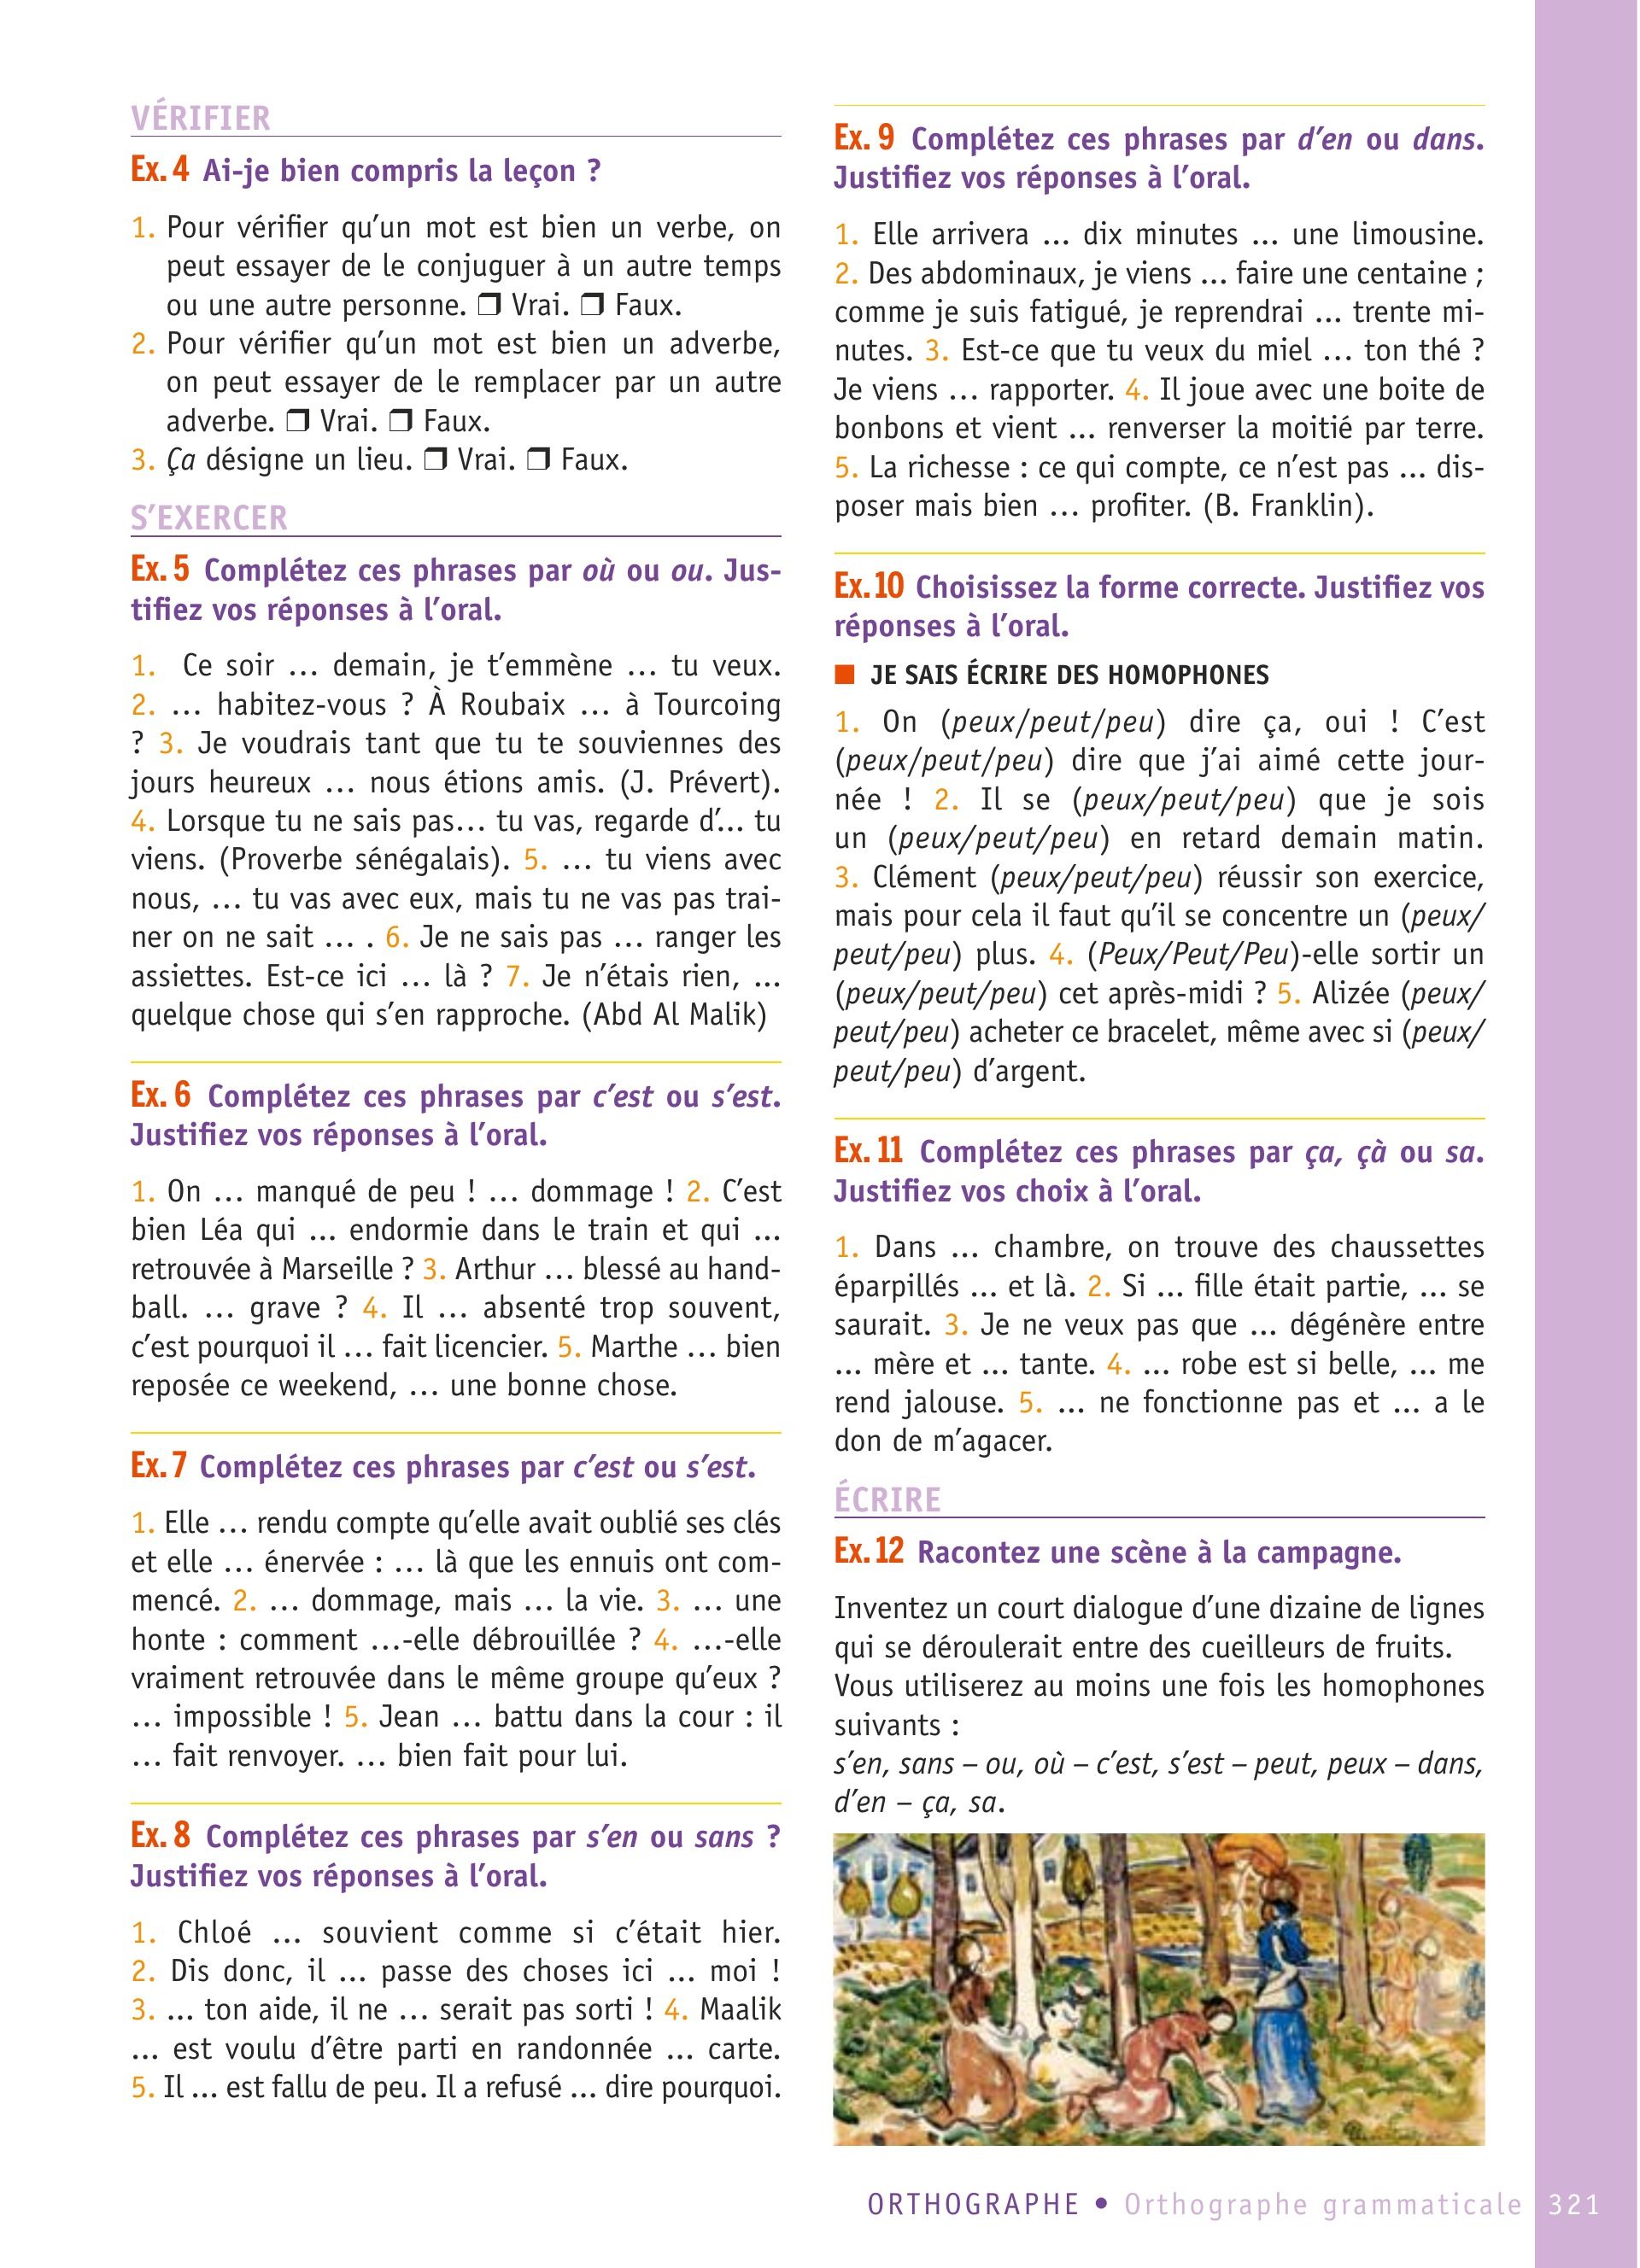 VÉRIFIER
Ex. 4 Ai-je bien compris la leçon ?
1. Pour vérifier qu’un mot est bien un verbe, on
peut essayer de le conjuguer à un autre temps
ou une autre personne. ❒ Vrai. ❒ Faux.
2. Pour vérifier qu’un mot est bien un adverbe,
on peut essayer de le remplacer par un autre
adverbe. ❒ Vrai. ❒ Faux.
3. Ça désigne un lieu. ❒ Vrai. ❒ Faux.
S’EXERCER
Ex. 5 Complétez ces phrases par où ou ou. Jus-
tifiez vos réponses à l’oral.
1. Ce soir … demain, je t’emmène … tu veux.
2. … habitez-vous ? À Roubaix … à Tourcoing
? 3. Je voudrais tant que tu te souviennes des
jours heureux … nous étions amis. (J. Prévert).
4. Lorsque tu ne sais pas… tu vas, regarde d’… tu
viens. (Proverbe sénégalais). 5. … tu viens avec
nous, … tu vas avec eux, mais tu ne vas pas trai-
ner on ne sait … . 6. Je ne sais pas … ranger les
assiettes. Est-ce ici … là ? 7. Je n’étais rien, …
quelque chose qui s’en rapproche. (Abd Al Malik)
Ex. 6 Complétez ces phrases par c’est ou s’est.
Justifiez vos réponses à l’oral.
1. On … manqué de peu ! … dommage ! 2. C’est
bien Léa qui … endormie dans le train et qui …
retrouvée à Marseille ? 3. Arthur … blessé au hand-
ball. … grave ? 4. Il … absenté trop souvent,
c’est pourquoi il … fait licencier. 5. Marthe … bien
reposée ce weekend, … une bonne chose.
Ex. 7 Complétez ces phrases par c’est ou s’est.
1. Elle … rendu compte qu’elle avait oublié ses clés
et elle … énervée : … là que les ennuis ont com-
mencé. 2. … dommage, mais … la vie. 3. … une
honte : comment …-elle débrouillée ? 4. …-elle
vraiment retrouvée dans le même groupe qu’eux ?
… impossible ! 5. Jean … battu dans la cour : il
… fait renvoyer. … bien fait pour lui.
Ex. 8 Complétez ces phrases par s’en ou sans ?
Justifiez vos réponses à l’oral.
1. Chloé … souvient comme si c’était hier.
2. Dis donc, il … passe des choses ici … moi !
3. … ton aide, il ne … serait pas sorti ! 4. Maalik
… est voulu d’être parti en randonnée … carte.
5. Il … est fallu de peu. Il a refusé … dire pourquoi.
Ex. 9 Complétez ces phrases par d’en ou dans.
Justifiez vos réponses à l’oral.
1. Elle arrivera … dix minutes … une limousine.
2. Des abdominaux, je viens … faire une centaine ;
comme je suis fatigué, je reprendrai … trente mi-
nutes. 3. Est-ce que tu veux du miel … ton thé ?
Je viens … rapporter. 4. Il joue avec une boite de
bonbons et vient … renverser la moitié par terre.
5. La richesse : ce qui compte, ce n’est pas … dis-
poser mais bien … profiter. (B. Franklin).
Ex. 10 Choisissez la forme correcte. Justifiez vos
réponses à l’oral.
■ JE SAIS ÉCRIRE DES HOMOPHONES
1. On (peux/peut/peu) dire ça, oui ! C’est
(peux/peut/peu) dire que j’ai aimé cette jour-
née ! 2. Il se (peux/peut/peu) que je sois
un (peux/peut/peu) en retard demain matin.
3. Clément (peux/peut/peu) réussir son exercice,
mais pour cela il faut qu’il se concentre un (peux/
peut/peu) plus. 4. (Peux/Peut/Peu)-elle sortir un
(peux/peut/peu) cet après-midi ? 5. Alizée (peux/
peut/peu) acheter ce bracelet, même avec si (peux/
peut/peu) d’argent.
Ex. 11 Complétez ces phrases par ça, çà ou sa.
Justifiez vos choix à l’oral.
1. Dans … chambre, on trouve des chaussettes
éparpillés … et là. 2. Si … fille était partie, … se
saurait. 3. Je ne veux pas que … dégénère entre
… mère et … tante. 4. … robe est si belle, … me
rend jalouse. 5. … ne fonctionne pas et … a le
don de m’agacer.
ÉCRIRE
Ex. 12 Racontez une scène à la campagne.
Inventez un court dialogue d’une dizaine de lignes
qui se déroulerait entre des cueilleurs de fruits.
Vous utiliserez au moins une fois les homophones
suivants :
s’en, sans – ou, où – c’est, s’est – peut, peux – dans,
d’en – ça, sa.
ORTHOGRAPHE • Orthographe grammaticale 321